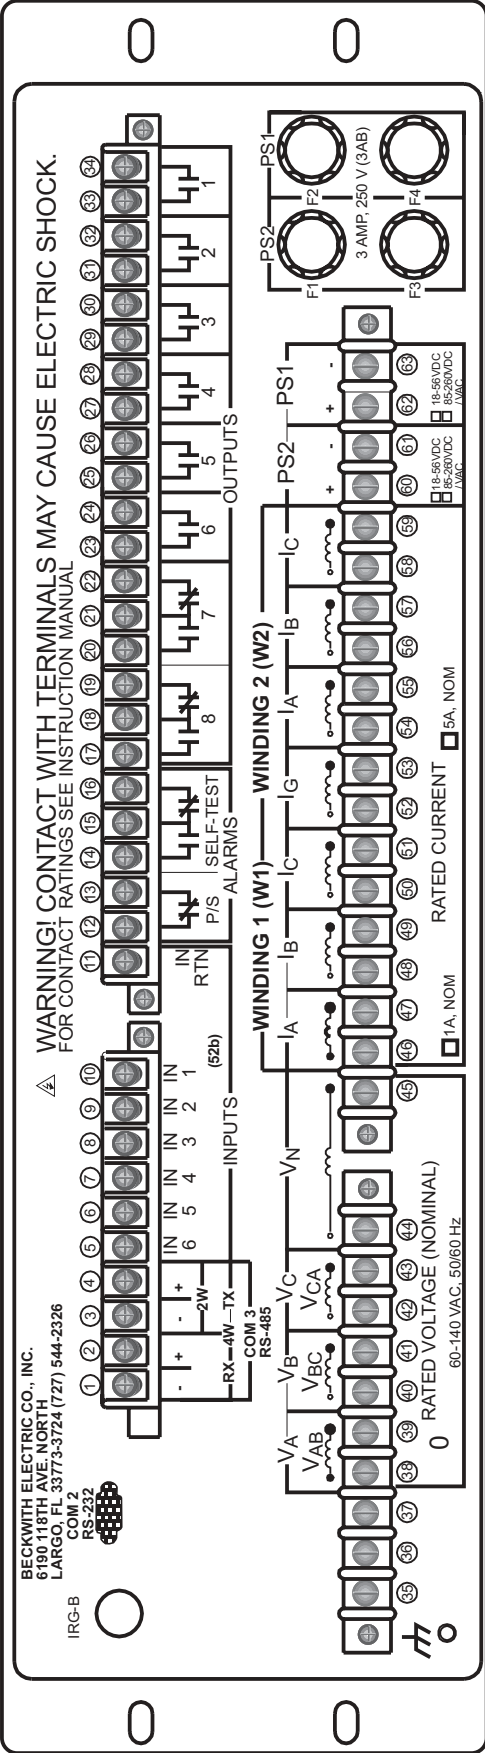 BECKWITH ELECTRIC CO., INC.
6190 118TH AVE. NORTH
LARGO, FL 33773-3724 (727) 544-2326
COM 2
RS-232
IRG-B
WARNING! CONTACT WITH TERMINALS MAY CAUSE ELECTRIC SHOCK.
FOR CONTACT RATINGS SEE INSTRUCTION MANUAL
1 2 3 4 5 6 7 8 9 10
11 12 13 14 15 16 17 18 19 20 21 22 23 24 25 26 27 28 29 30 31 32 33 34
- + - +
2W
RX 4W TX
COM 3
RS-485
IN IN IN IN IN IN
6 5 4 3 2 1
(52b)
INPUTS
IN
RTN
P/S SELF-TEST
ALARMS
8 7 6 5 4 3 2 1
OUTPUTS
WINDING 1 (W1) WINDING 2 (W2)
VA VB VC VN IA IB IC IG IA IB IC PS2 PS1
VAB VBC VCA
+ - + -
35 36 37 38 39 40 41 42 43 44 45 46 47 48 49 50 51 52 53 54 55 56 57 58 59 60 61 62 63
0 RATED VOLTAGE (NOMINAL)
60-140 VAC, 50/60 Hz
1A, NOM RATED CURRENT 5A, NOM
18-56VDC
85-260VDC
/VAC
18-56VDC
85-260VDC
/VAC
PS2 PS1
F1 F2
3 AMP, 250 V (3AB)
F3 F4